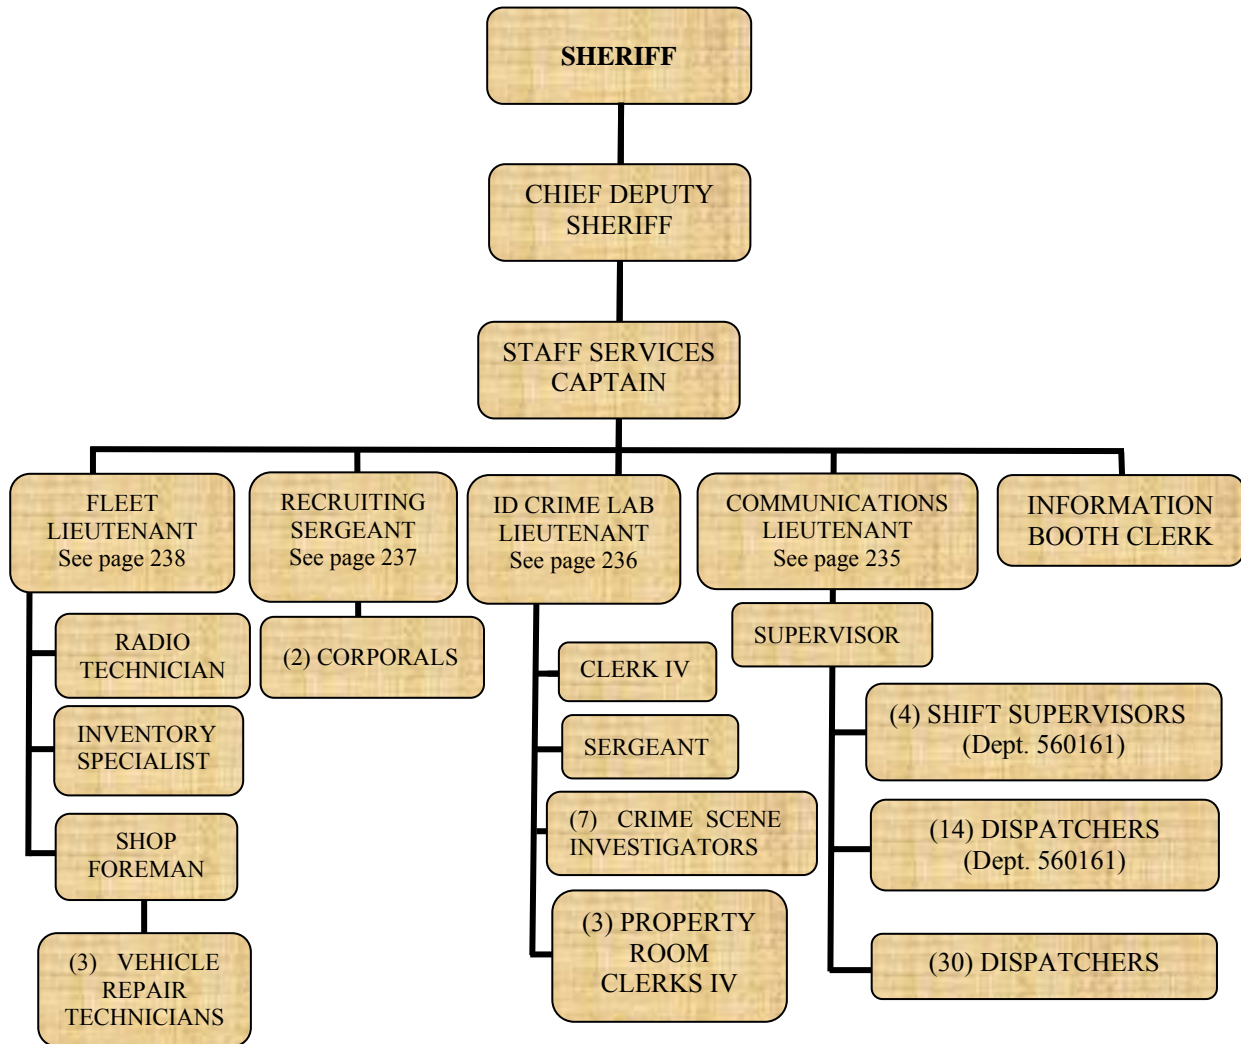 SHERIFF
CHIEF DEPUTY
SHERIFF
STAFF SERVICES
CAPTAIN
FLEET
LIEUTENANT
See page 238
RECRUITING
SERGEANT
See page 237
ID CRIME LAB
LIEUTENANT
See page 236
COMMUNICATIONS
LIEUTENANT
See page 235
INFORMATION
BOOTH CLERK
RADIO
TECHNICIAN
INVENTORY
SPECIALIST
SHOP
FOREMAN
(3) VEHICLE
REPAIR
TECHNICIANS
(2) CORPORALS
CLERK IV
SERGEANT
(7) CRIME SCENE
INVESTIGATORS
(3) PROPERTY
ROOM
CLERKS IV
SUPERVISOR
(4) SHIFT SUPERVISORS
(Dept. 560161)
(14) DISPATCHERS
(Dept. 560161)
(30) DISPATCHERS